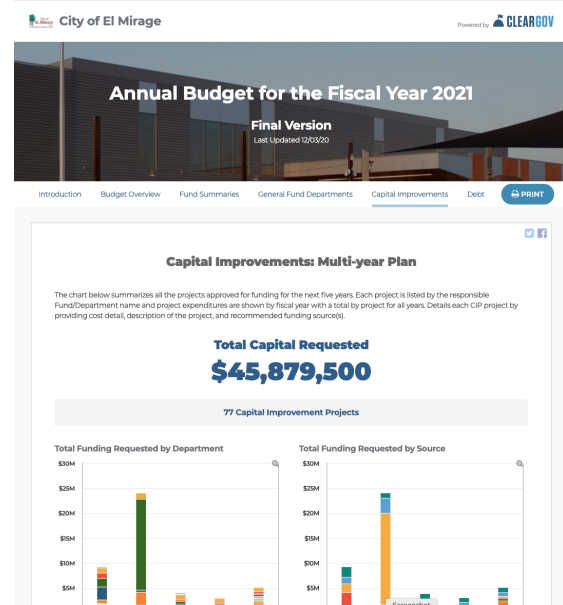 City of El Mirage
Powered by CLEARGOV
Annual Budget for the Fiscal Year 2021
Final Version
Last Updated 12/03/20
Introduction Budget Overview Fund Summaries General Fund Departments Capital Improvements Debt PRINT
Capital Improvements: Multi-year Plan
The chart below summarizes all the projects approved for funding for the next five years. Each project is listed by the responsible
Fund/Department name and project expenditures are shown by fiscal year with a total by project for all years. Details each CIP project by
providing cost detail, description of the project, and recommended funding source(s).
Total Capital Requested
$45,879,500
77 Capital Improvement Projects
Total Funding Requested by Department Total Funding Requested by Source
$30M $30M
$25M $25M
$20M $20M
$15M $15M
$10M $10M
$5M $5M